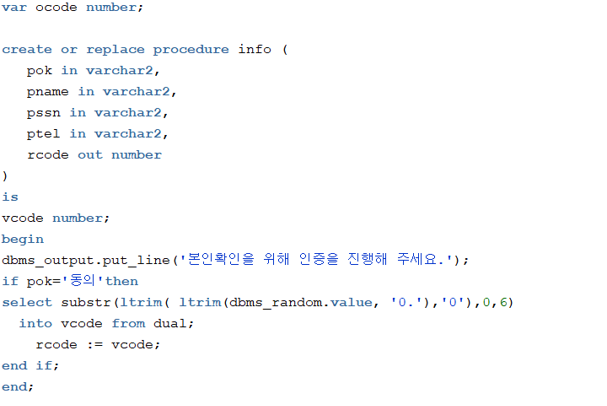 var ocode number;
create or replace procedure info (
pok in varchar2,
pname in varchar2,
pssn in varchar2,
ptel in varchar2,
rcode out number
)
is
vcode number;
begin
dbms_output.put_line('본인확인을 위해 인증을 진행해 주세요.');
if pok='동의'then
select substr(ltrim( ltrim(dbms_random.value, '0.'),'0'),0,6)
into vcode from dual;
rcode := vcode;
end if;
end;